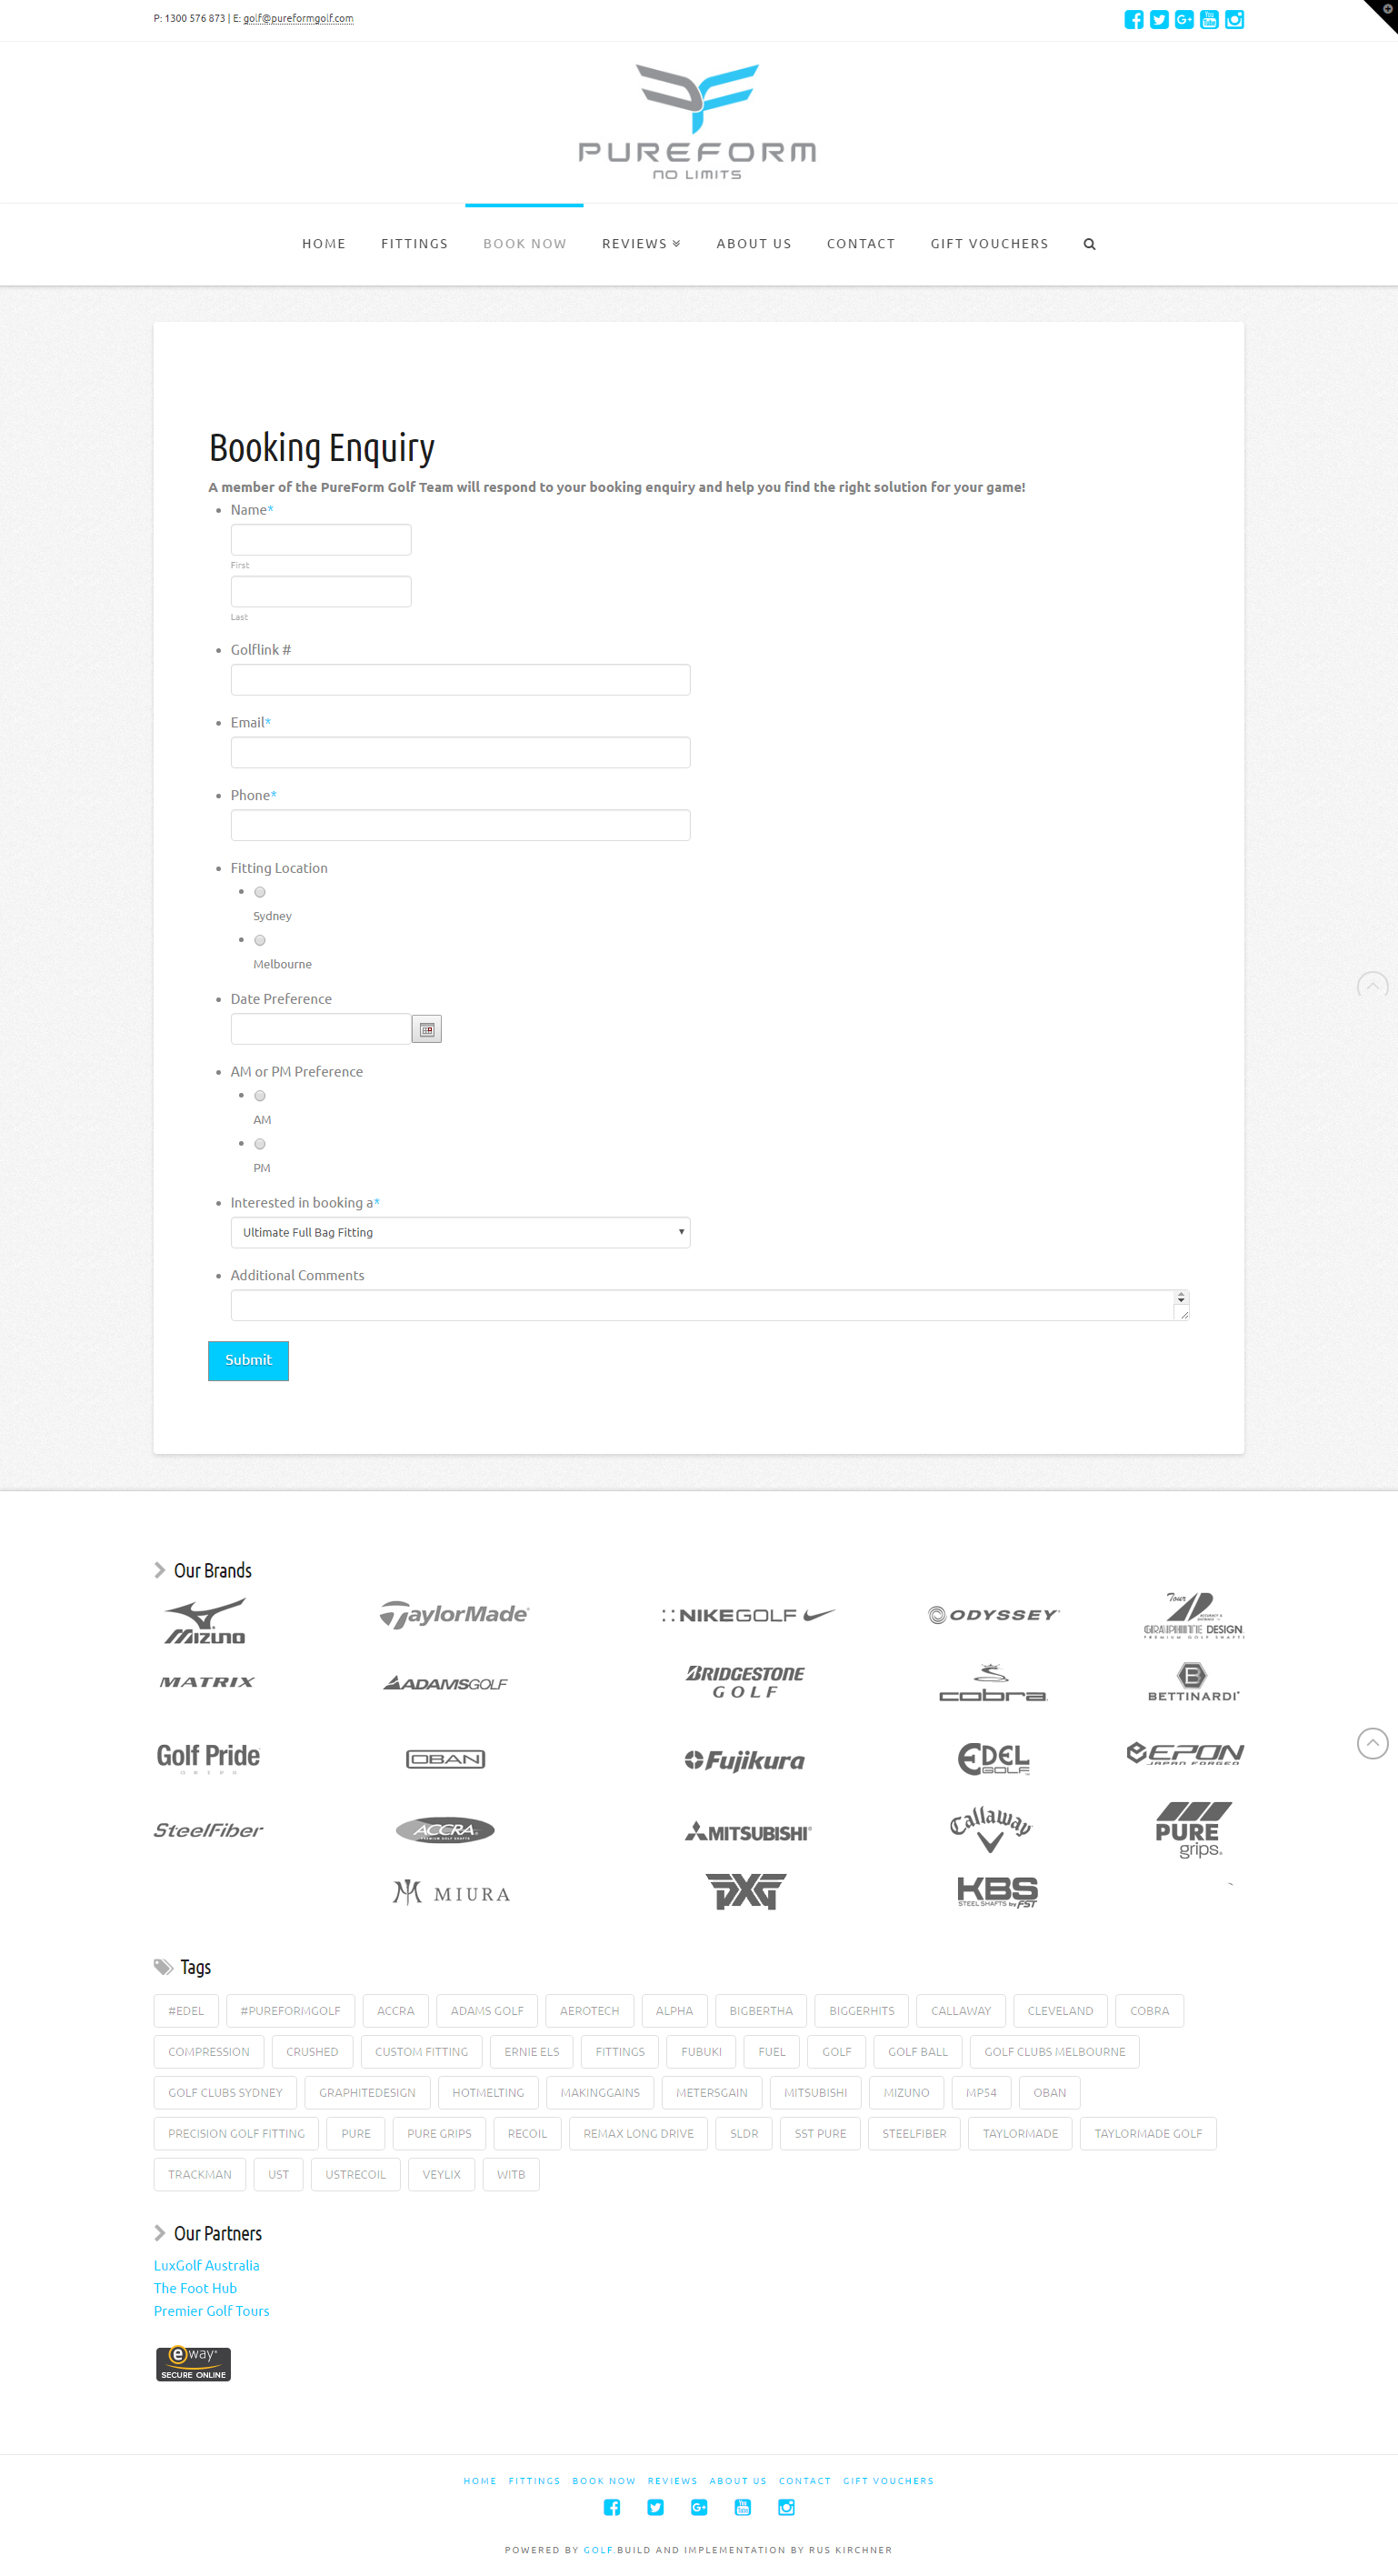 P: 1300 576 873 | E: golf@pureformgolf.com
PUREFORM
NO LIMITS
HOME FITTINGS BOOK NOW REVIEWS ABOUT US CONTACT GIFT VOUCHERS
Booking Enquiry
A member of the PureForm Golf Team will respond to your booking enquiry and help you find the right solution for your game!
Name*
First
Last
Golflink #
Email*
Phone*
Fitting Location
Sydney
Melbourne
Date Preference
AM or PM Preference
AM
PM
Interested in booking a*
Ultimate Full Bag Fitting
Additional Comments
Submit
Our Brands
MIZUNO TaylorMade NIKEGOLF ODYSSEY Tour GRAPHITE DESIGN
MATRIX ADAMSGOLF BRIDGESTONE GOLF cobra BETTINARDI
Golf Pride GRIPS OBAN Fujikura EDEL GOLF EPON JAPAN FORGED
SteelFiber ACCRA PREMIUM GOLF SHAFTS MITSUBISHI Callaway PURE grips
MIURA PXG KBS STEEL SHAFTS by FST
Tags
#EDEL #PUREFORMGOLF ACCRA ADAMS GOLF AEROTECH ALPHA BIGBERTHA BIGGERHITS CALLAWAY CLEVELAND COBRA
COMPRESSION CRUSHED CUSTOM FITTING ERNIE ELS FITTINGS FUBUKI FUEL GOLF GOLF BALL GOLF CLUBS MELBOURNE
GOLF CLUBS SYDNEY GRAPHITEDESIGN HOTMELTING MAKINGGAINS METERSGAIN MITSUBISHI MIZUNO MP54 OBAN
PRECISION GOLF FITTING PURE PURE GRIPS RECOIL REMAX LONG DRIVE SLDR SST PURE STEELFIBER TAYLORMADE TAYLORMADE GOLF
TRACKMAN UST USTRECOIL VEYLIX WITB
Our Partners
LuxGolf Australia
The Foot Hub
Premier Golf Tours
eway
SECURE ONLINE
HOME FITTINGS BOOK NOW REVIEWS ABOUT US CONTACT GIFT VOUCHERS
POWERED BY GOLF.BUILD AND IMPLEMENTATION BY RUS KIRCHNER